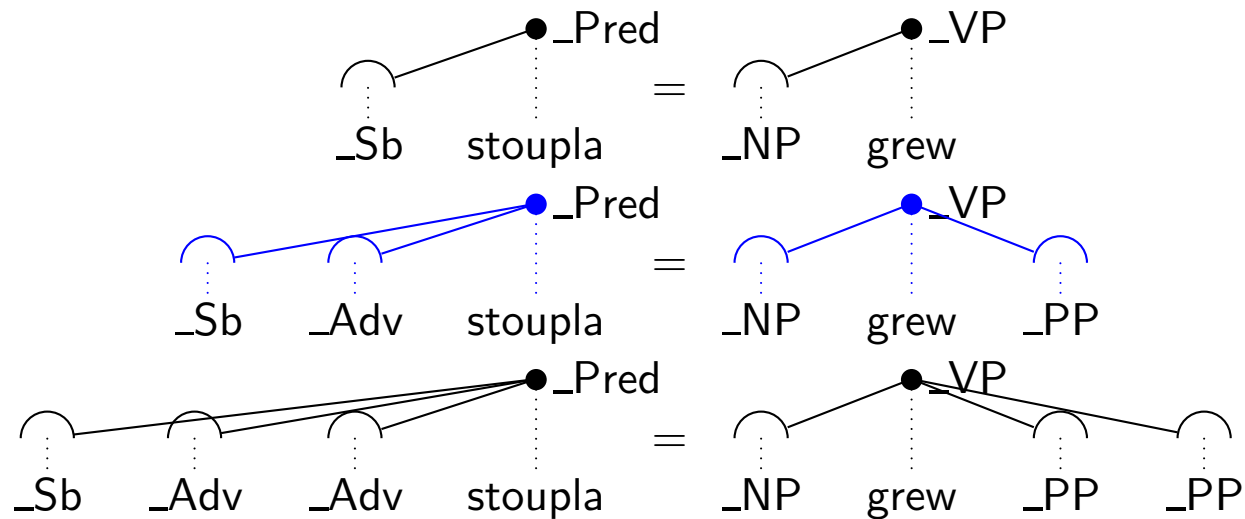 _Pred = _VP
_Sb stoupla _NP grew
_Pred = _VP
_Sb _Adv stoupla _NP grew _PP
_Pred = _VP
_Sb _Adv _Adv stoupla _NP grew _PP _PP